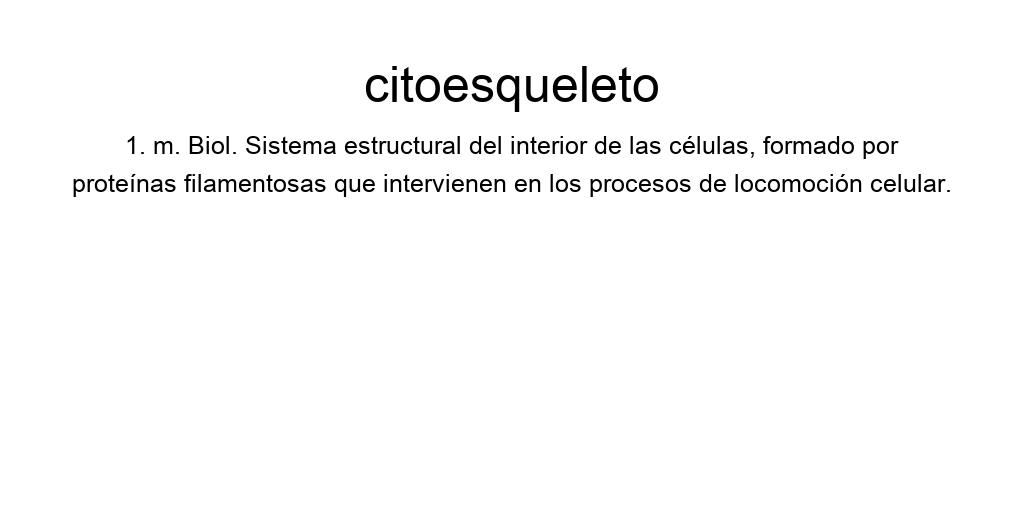 citoesqueleto
1. m. Biol. Sistema estructural del interior de las células, formado por
proteínas filamentosas que intervienen en los procesos de locomoción celular.